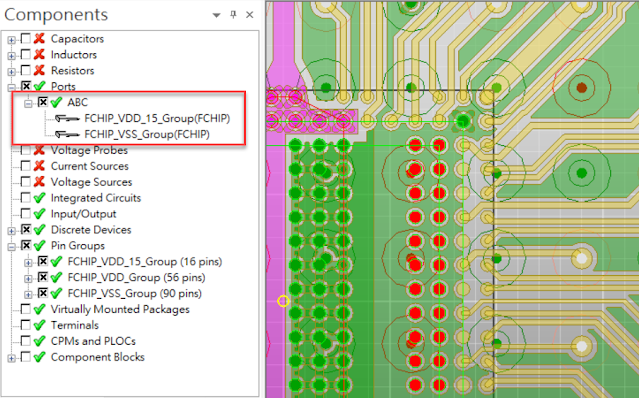 Components
Capacitors
Inductors
Resistors
Ports
ABC
FCHIP_VDD_15_Group(FCHIP)
FCHIP_VSS_Group(FCHIP)
Voltage Probes
Current Sources
Voltage Sources
Integrated Circuits
Input/Output
Discrete Devices
Pin Groups
FCHIP_VDD_15_Group (16 pins)
FCHIP_VDD_Group (56 pins)
FCHIP_VSS_Group (90 pins)
Virtually Mounted Packages
Terminals
CPMs and PLOCs
Component Blocks